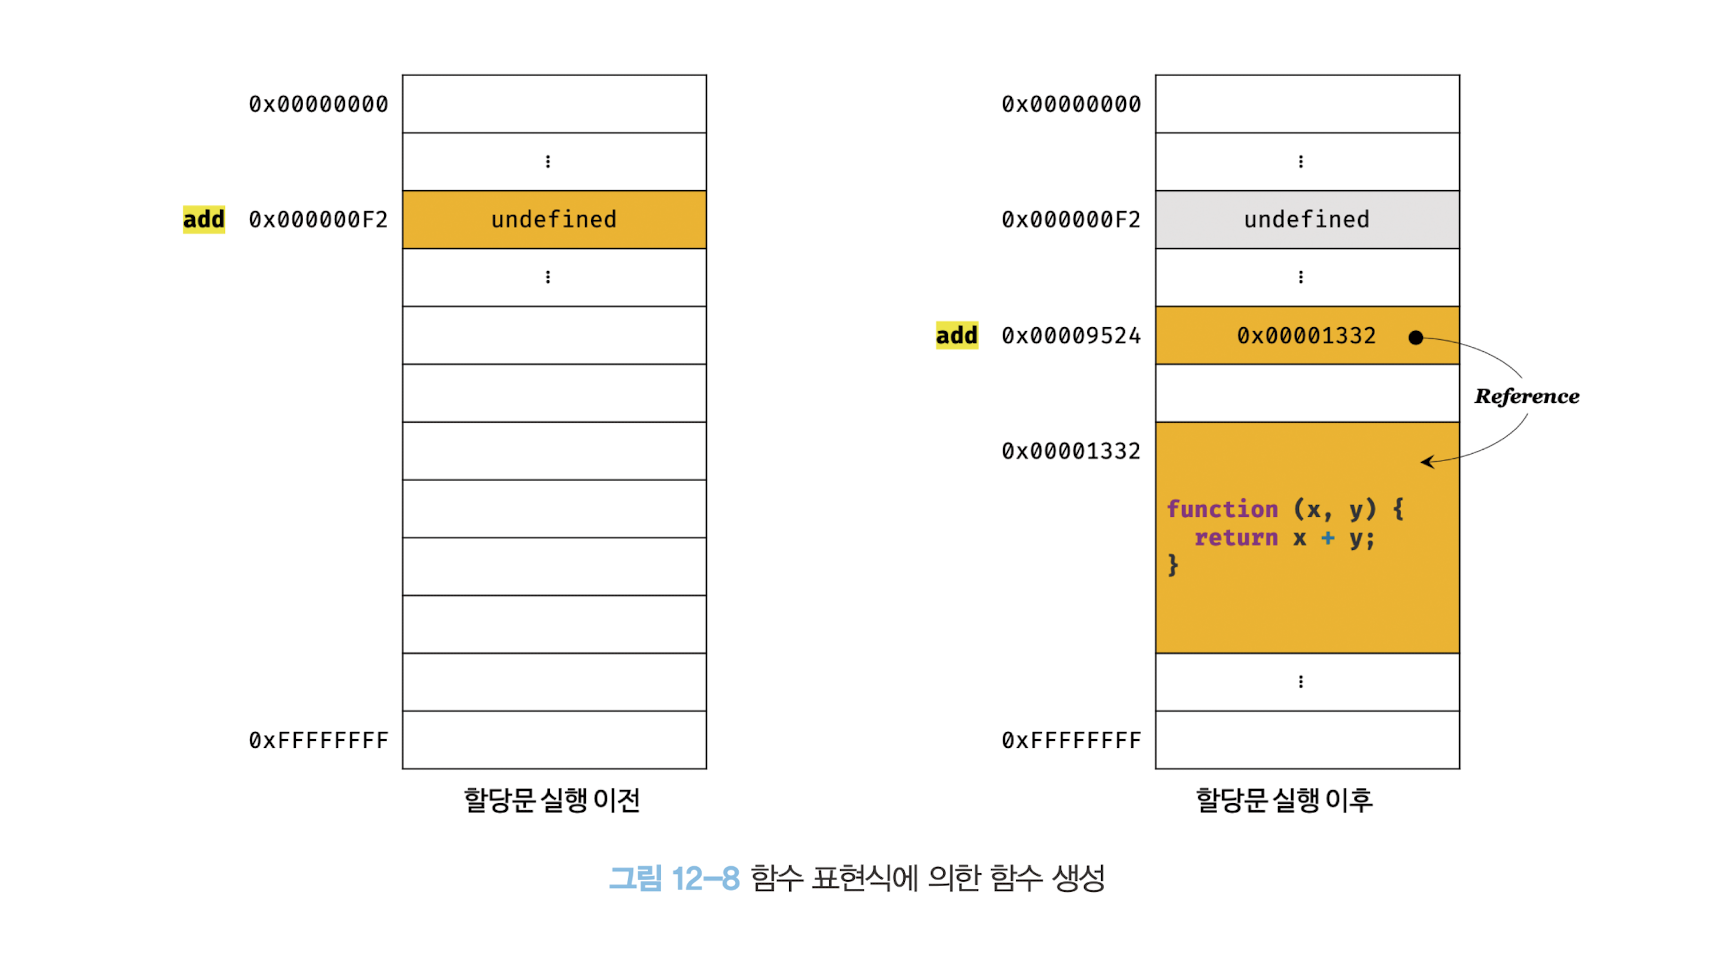 0x00000000
⋮
add 0x000000F2 undefined
⋮
0xFFFFFFFF
할당문 실행 이전
0x00000000
⋮
0x000000F2 undefined
⋮
add 0x00009524 0x00001332
Reference
0x00001332
function (x, y) {
  return x + y;
}
⋮
0xFFFFFFFF
할당문 실행 이후
그림 12-8 함수 표현식에 의한 함수 생성